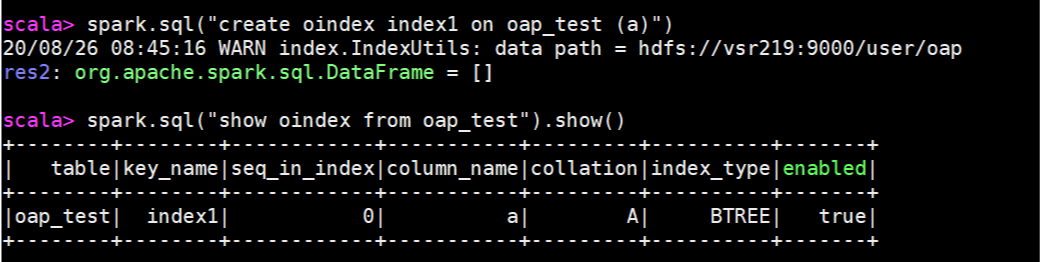 scala> spark.sql("create oindex index1 on oap_test (a)")
20/08/26 08:45:16 WARN index.IndexUtils: data path = hdfs://vsr219:9000/user/oap
res2: org.apache.spark.sql.DataFrame = []
scala> spark.sql("show oindex from oap_test").show()
+--------+--------+------------+-----------+---------+----------+-------+
|   table|key_name|seq_in_index|column_name|collation|index_type|enabled|
+--------+--------+------------+-----------+---------+----------+-------+
|oap_test|  index1|           0|          a|        A|     BTREE|   true|
+--------+--------+------------+-----------+---------+----------+-------+